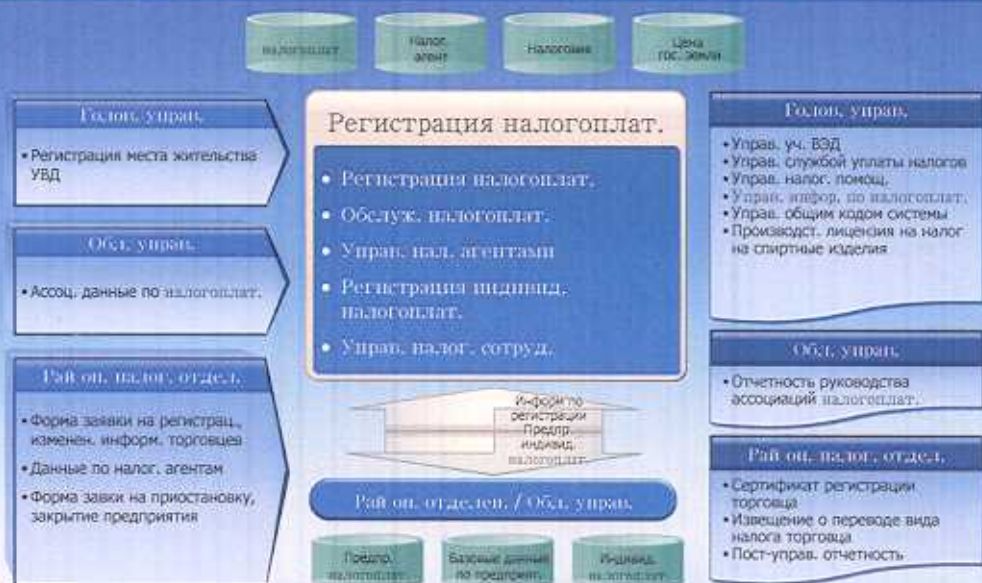 налогоплат
Налог.
агент
Налоговик
Цена
гос. земли
Голов. управ.
• Регистрация места жительства
УВД
Обл. управ.
• Ассоц. данные по налогоплат.
Рай он. налог. отдел.
• Форма заявки на регистрац.,
изменен. информ. торговцев
• Данные по налог. агентам
• Форма завки на приостановку,
закрытие предприятия
Регистрация налогоплат.
• Регистрация налогоплат.
• Обслуж. налогоплат.
• Управ. нал. агентами
• Регистрация индивид.
налогоплат.
• Управ. налог. сотруд.
Информ по
регистрации
Предпр.
индивид.
налогоплат.
Рай он. отделен. / Обл. управ.
Предпр.
налогоплат.
Базовые данные
по предприят.
Индивид.
налогоплат.
Голов. управ.
• Управ. уч. ВЭД
• Управ. службой уплаты налогов
• Управ. налог. помощ.
• Управ. инфор. по налогоплат.
• Управ. общим кодом системы
• Производст. лицензия на налог
на спиртные изделия
Обл. управ.
• Отчетность руководства
ассоциаций налогоплат.
Рай он. налог. отдел.
• Сертификат регистрации
торговца
• Извещение о переводе вида
налога торговца
• Пост-управ. отчетность